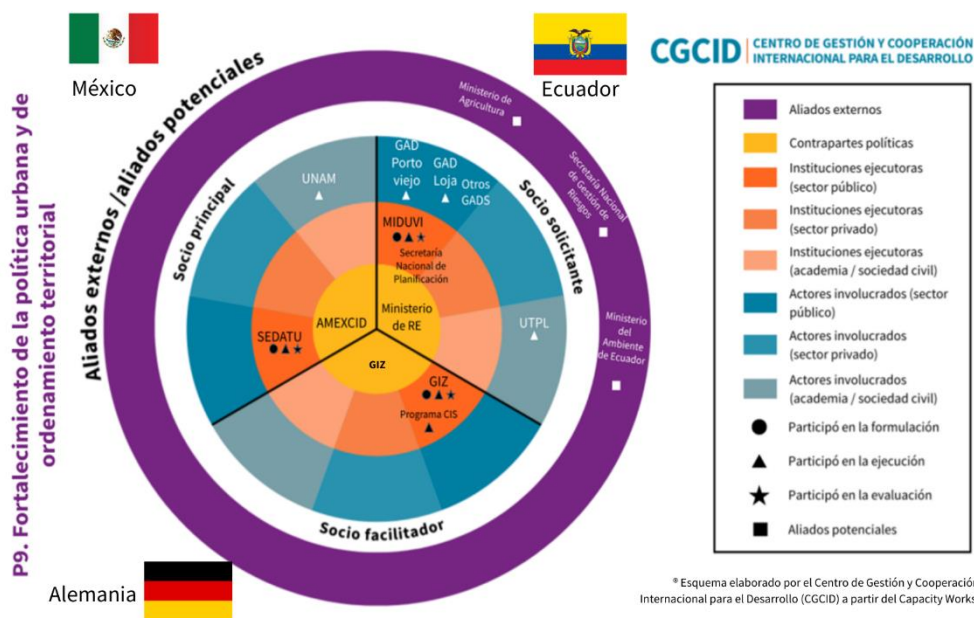 P9. Fortalecimiento de la política urbana y de
ordenamiento territorial
México
Ecuador
Alemania
CGCID
CENTRO DE GESTIÓN Y COOPERACIÓN
INTERNACIONAL PARA EL DESARROLLO
Aliados externos /aliados potenciales
Socio principal
Socio solicitante
Socio facilitador
Ministerio de
Agricultura
Secretaría Nacional
de Gestión de
Riesgos
Ministerio
del
Ambiente
de Ecuador
UNAM
GAD
Porto
viejo
GAD
Loja
Otros
GADS
MIDUVI
Secretaría
Nacional de
Planificación
AMEXCID
Ministerio
de RE
SEDATU
UTPL
GIZ
GIZ
Programa CIS
Aliados externos
Contrapartes políticas
Instituciones ejecutoras
(sector público)
Instituciones ejecutoras
(sector privado)
Instituciones ejecutoras
(academia / sociedad civil)
Actores involucrados (sector
público)
Actores involucrados
(sector privado)
Actores involucrados
(academia / sociedad civil)
Participó en la formulación
Participó en la ejecución
Participó en la evaluación
Aliados potenciales
® Esquema elaborado por el Centro de Gestión y Cooperación
Internacional para el Desarrollo (CGCID) a partir del Capacity Works